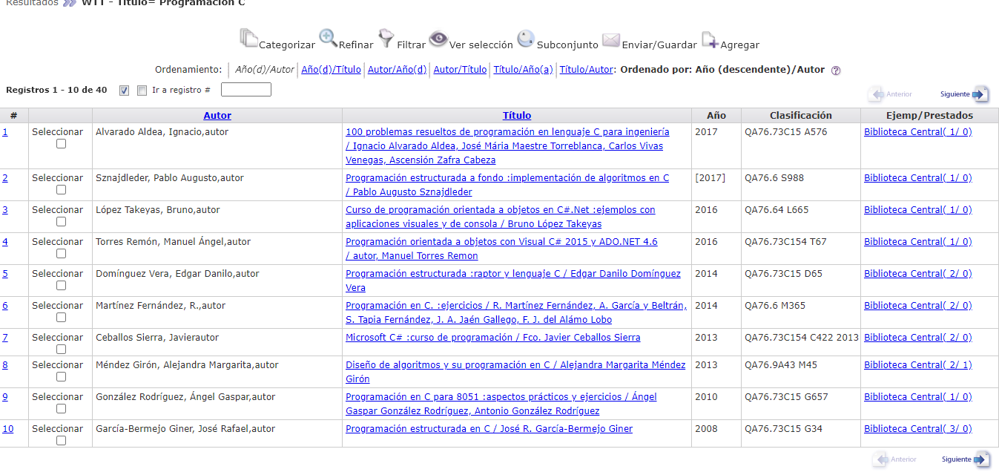 Resultados WTT - Título= Programación C
Categorizar Refinar Filtrar Ver selección Subconjunto Enviar/Guardar Agregar
Ordenamiento: Año(d)/Autor Año(d)/Título Autor/Año(d) Autor/Título Título/Año(a) Título/Autor: Ordenado por: Año (descendente)/Autor ?
Registros 1 - 10 de 40 Ir a registro #
Anterior Siguiente
# Autor Título Año Clasificación Ejemp/Prestados
1 Seleccionar Alvarado Aldea, Ignacio,autor 100 problemas resueltos de programación en lenguaje C para ingeniería 2017 QA76.73C15 A576 Biblioteca Central( 1/ 0)
/ Ignacio Alvarado Aldea, José Mária Maestre Torreblanca, Carlos Vivas
Venegas, Ascensión Zafra Cabeza
2 Seleccionar Sznajdleder, Pablo Augusto,autor Programación estructurada a fondo :implementación de algoritmos en C [2017] QA76.6 S988 Biblioteca Central( 1/ 0)
/ Pablo Augusto Sznajdleder
3 Seleccionar López Takeyas, Bruno,autor Curso de programación orientada a objetos en C#.Net :ejemplos con 2016 QA76.64 L665 Biblioteca Central( 1/ 0)
aplicaciones visuales y de consola / Bruno López Takeyas
4 Seleccionar Torres Remón, Manuel Ángel,autor Programación orientada a objetos con Visual C# 2015 y ADO.NET 4.6 2016 QA76.73C154 T67 Biblioteca Central( 1/ 0)
/ autor, Manuel Torres Remon
5 Seleccionar Domínguez Vera, Edgar Danilo,autor Programación estructurada :raptor y lenguaje C / Edgar Danilo Domínguez 2014 QA76.73C15 D65 Biblioteca Central( 2/ 0)
Vera
6 Seleccionar Martínez Fernández, R.,autor Programación en C. :ejercicios / R. Martínez Fernández, A. García y Beltrán, 2014 QA76.6 M365 Biblioteca Central( 2/ 0)
S. Tapia Fernández, J. A. Jaén Gallego, F. J. del Alámo Lobo
7 Seleccionar Ceballos Sierra, Javierautor Microsoft C# :curso de programación / Fco. Javier Ceballos Sierra 2013 QA76.73C154 C422 2013 Biblioteca Central( 2/ 0)
8 Seleccionar Méndez Girón, Alejandra Margarita,autor Diseño de algoritmos y su programación en C / Alejandra Margarita Méndez 2013 QA76.9A43 M45 Biblioteca Central( 2/ 1)
Girón
9 Seleccionar González Rodríguez, Ángel Gaspar,autor Programación en C para 8051 :aspectos prácticos y ejercicios / Ángel 2010 QA76.73C15 G657 Biblioteca Central( 1/ 0)
Gaspar González Rodríguez, Antonio González Rodríguez
10 Seleccionar García-Bermejo Giner, José Rafael,autor Programación estructurada en C / José R. García-Bermejo Giner 2008 QA76.73C15 G34 Biblioteca Central( 3/ 0)
Anterior Siguiente